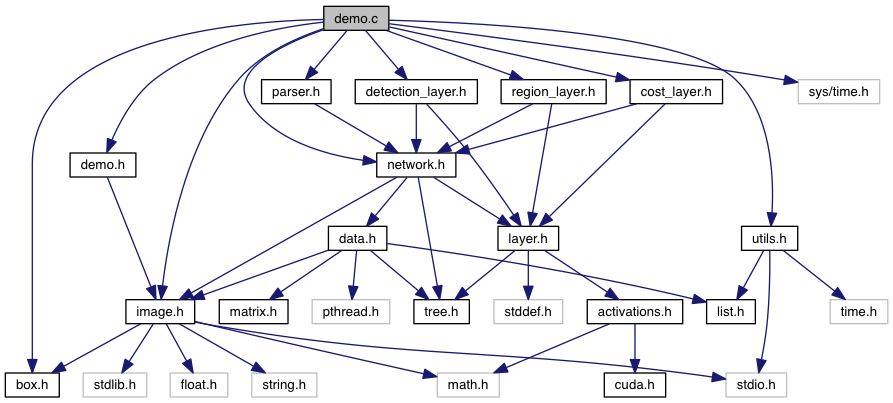 demo.c
parser.h
detection_layer.h
region_layer.h
cost_layer.h
sys/time.h
demo.h
network.h
data.h
layer.h
utils.h
image.h
matrix.h
pthread.h
tree.h
stddef.h
activations.h
list.h
time.h
box.h
stdlib.h
float.h
string.h
math.h
cuda.h
stdio.h